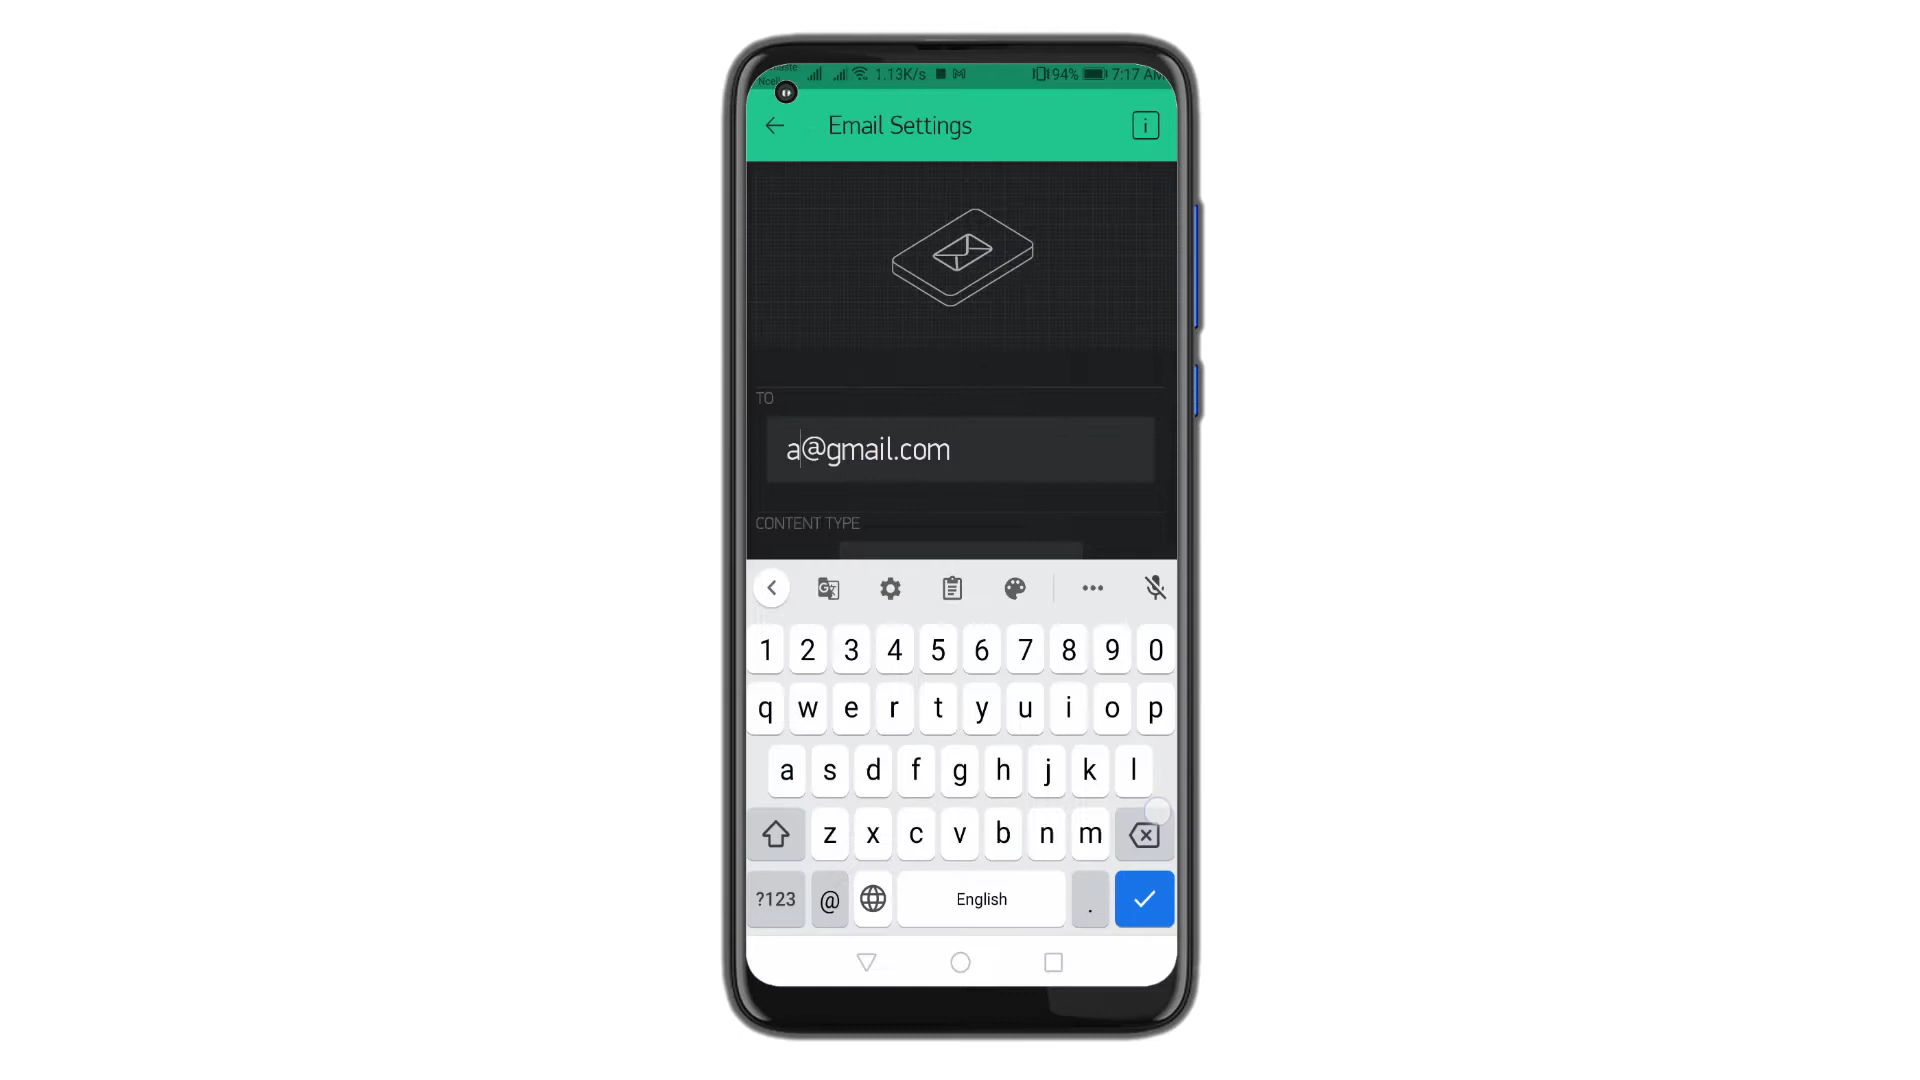 Ncell 1.13K/s 94% 7:17 AM
Email Settings
i
TO
a@gmail.com
CONTENT TYPE
1 2 3 4 5 6 7 8 9 0
q w e r t y u i o p
a s d f g h j k l
z x c v b n m
?123 @ English .